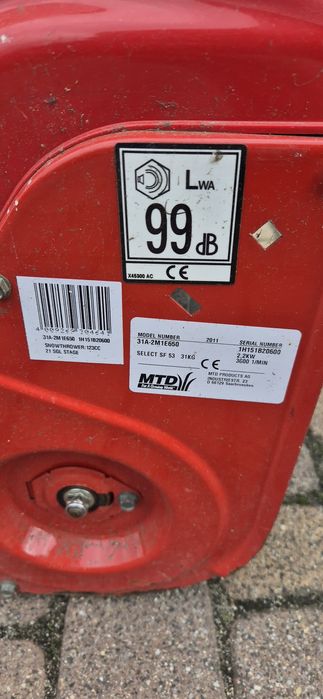 LWA
99 dB
X46300 AC CE
31A-2M1E650 1H151B20600
SNOWTHROWER:123CC
21 SGL STAGE
MODEL NUMBER 2011 SERIAL NUMBER
31A-2M1E650 1H151B20600
SELECT SF 53 31KG CE 2,2KW
3600 1/MIN
MTD
MTD PRODUCTS AG
INDUSTRIESTR. 23
D 66129 Saarbruecken